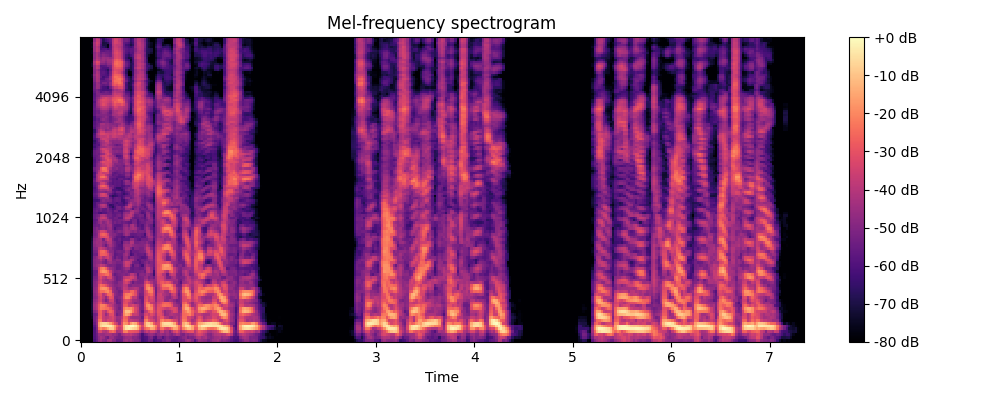 Mel-frequency spectrogram
Hz
4096
2048
1024
512
0
0 1 2 3 4 5 6 7
Time
+0 dB
-10 dB
-20 dB
-30 dB
-40 dB
-50 dB
-60 dB
-70 dB
-80 dB